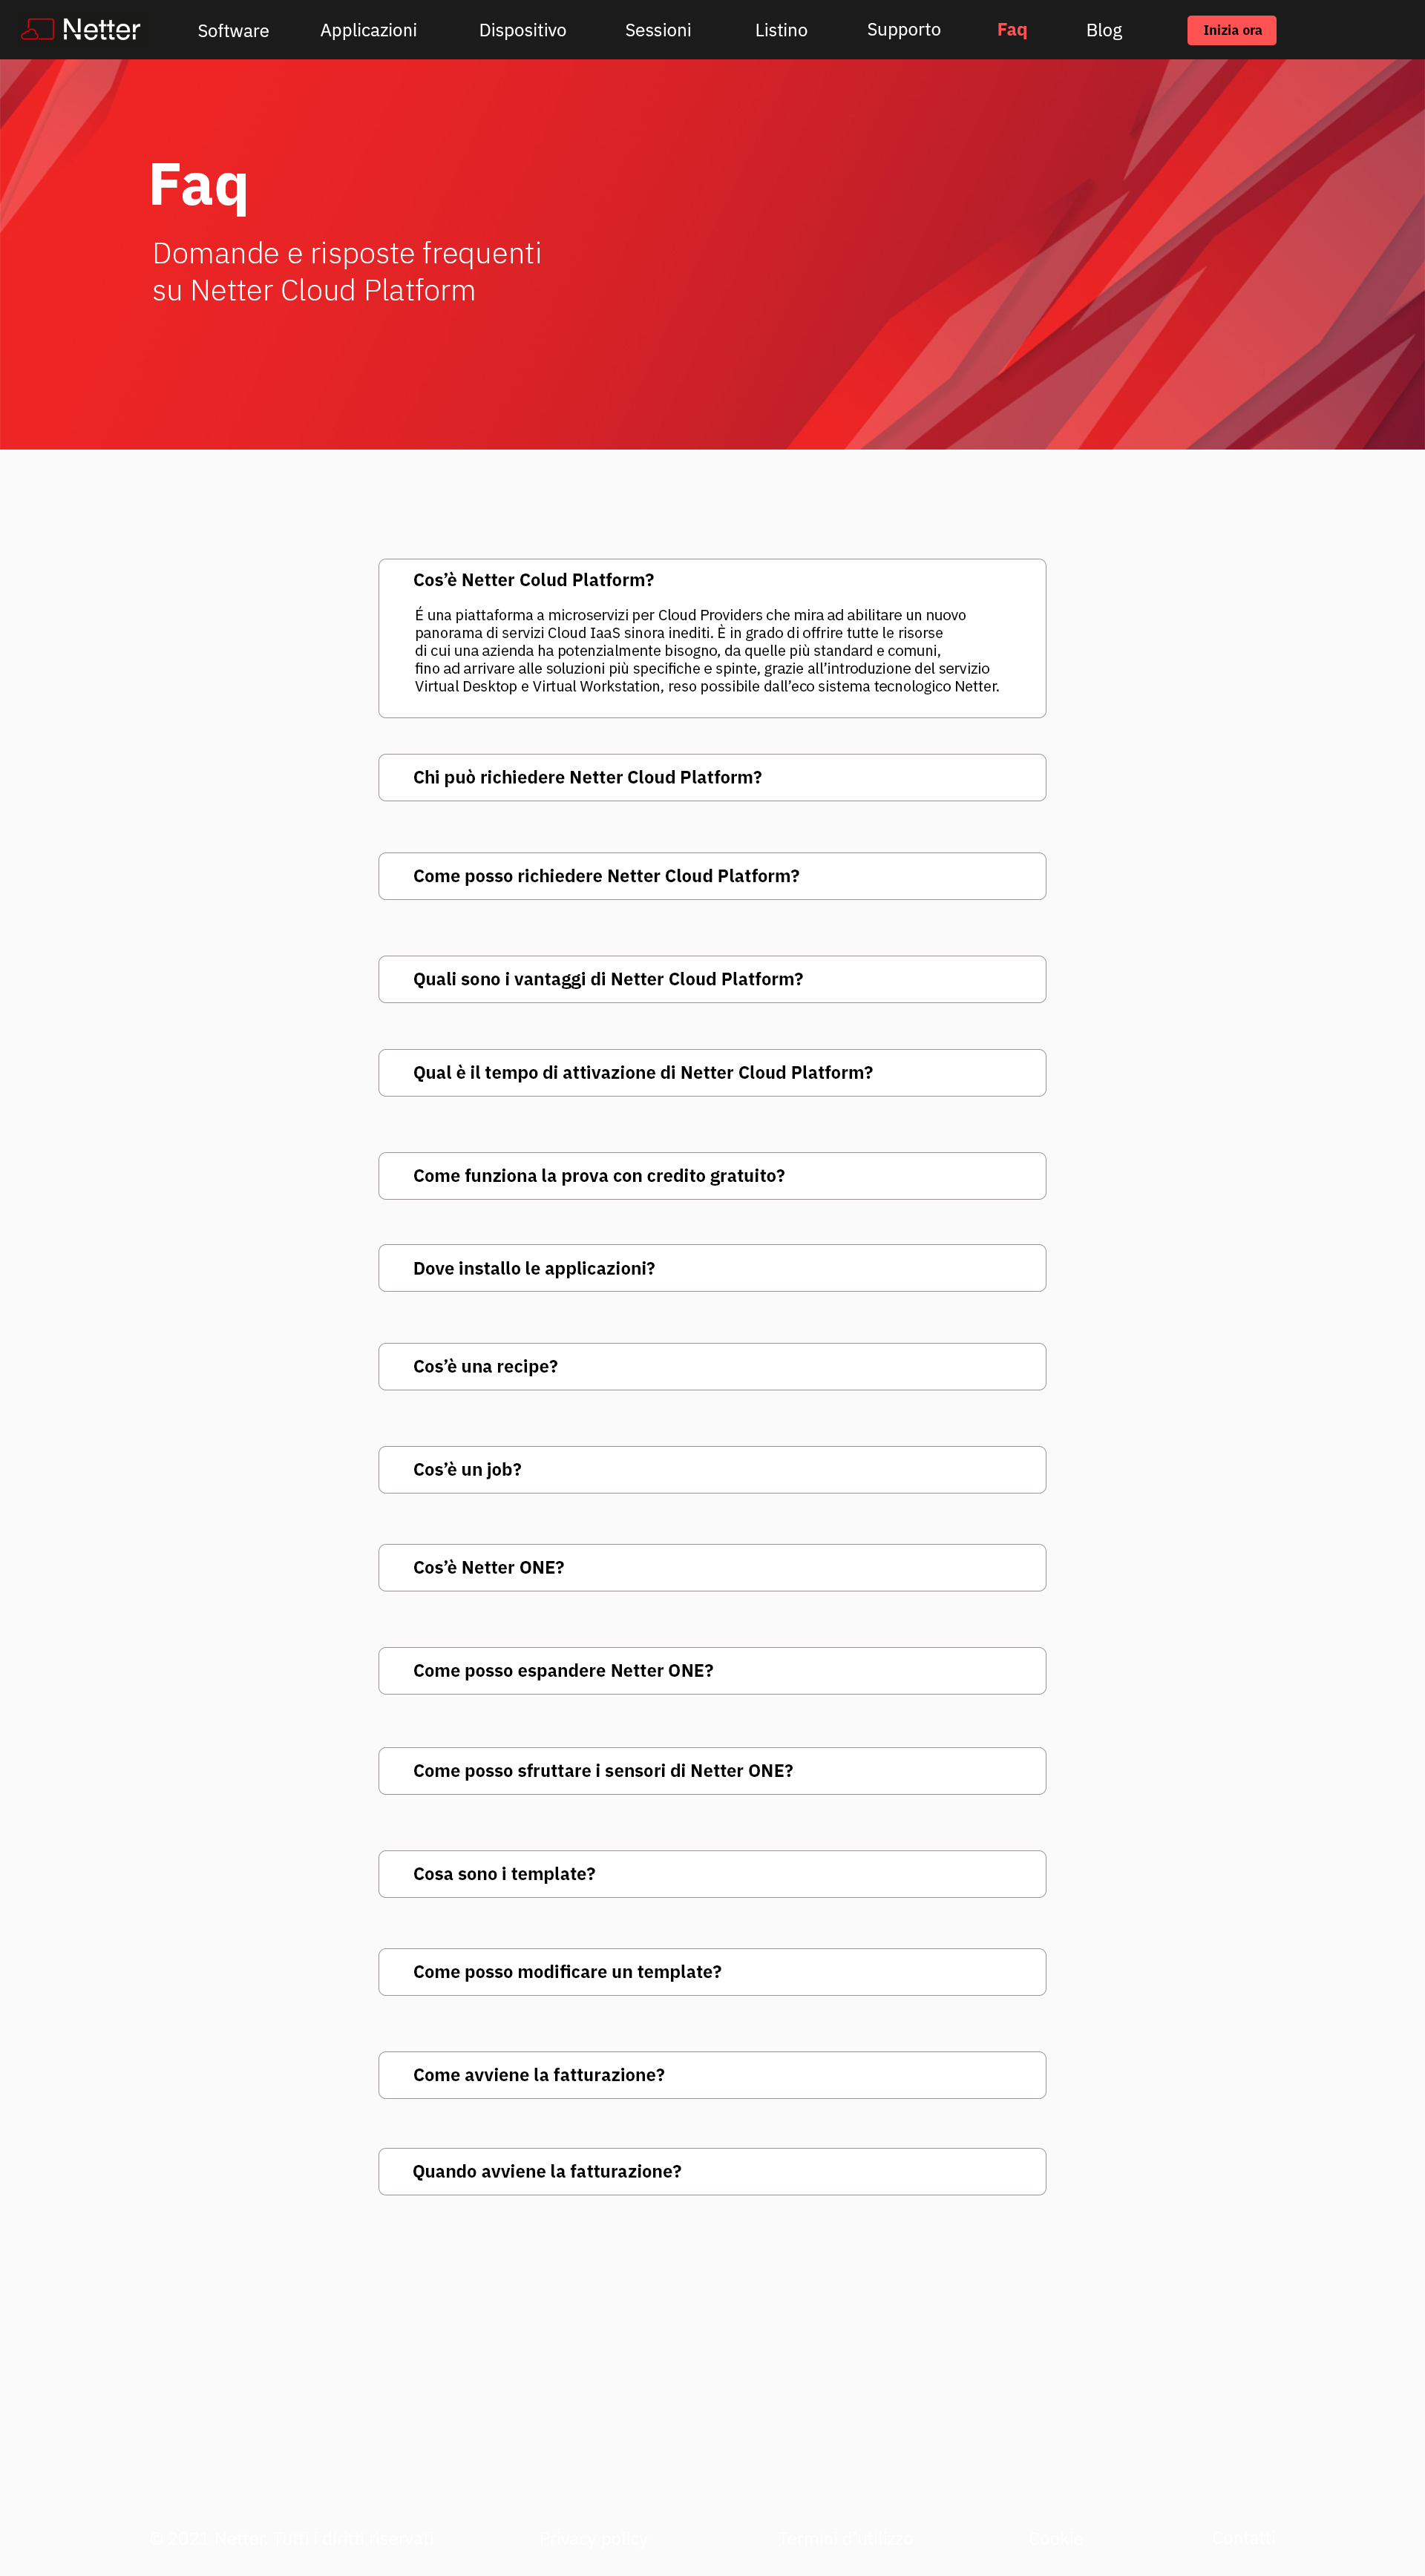 Netter
Software
Applicazioni
Dispositivo
Sessioni
Listino
Supporto
Faq
Blog
Inizia ora
Faq
Domande e risposte frequenti
su Netter Cloud Platform
Cos’è Netter Colud Platform?
É una piattaforma a microservizi per Cloud Providers che mira ad abilitare un nuovo
panorama di servizi Cloud IaaS sinora inediti. È in grado di offrire tutte le risorse
di cui una azienda ha potenzialmente bisogno, da quelle più standard e comuni,
fino ad arrivare alle soluzioni più specifiche e spinte, grazie all’introduzione del servizio
Virtual Desktop e Virtual Workstation, reso possibile dall’eco sistema tecnologico Netter.
Chi può richiedere Netter Cloud Platform?
Come posso richiedere Netter Cloud Platform?
Quali sono i vantaggi di Netter Cloud Platform?
Qual è il tempo di attivazione di Netter Cloud Platform?
Come funziona la prova con credito gratuito?
Dove installo le applicazioni?
Cos’è una recipe?
Cos’è un job?
Cos’è Netter ONE?
Come posso espandere Netter ONE?
Come posso sfruttare i sensori di Netter ONE?
Cosa sono i template?
Come posso modificare un template?
Come avviene la fatturazione?
Quando avviene la fatturazione?